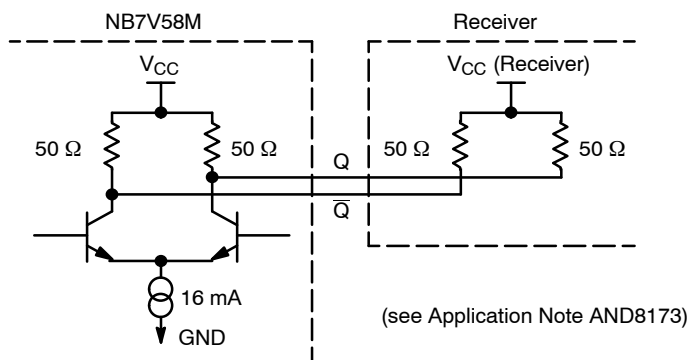 NB7V58M
Receiver
VCC
VCC (Receiver)
50 Ω
50 Ω
50 Ω
50 Ω
Q
Q̅
16 mA
GND
(see Application Note AND8173)